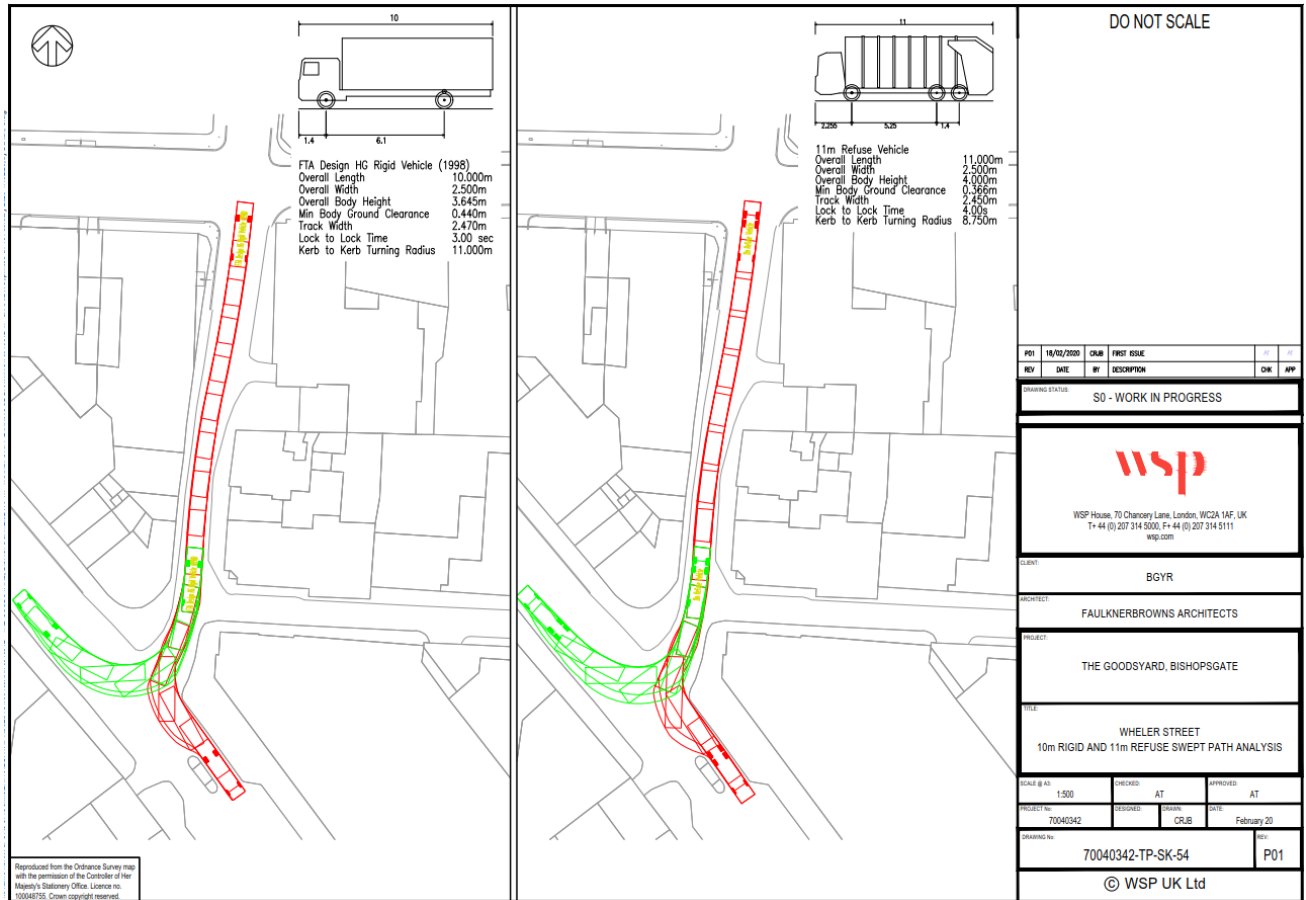 10
1.4
6.1
FTA Design HG Rigid Vehicle (1998)
Overall Length 10.000m
Overall Width 2.500m
Overall Body Height 3.645m
Min Body Ground Clearance 0.440m
Track Width 2.470m
Lock to Lock Time 3.00 sec
Kerb to Kerb Turning Radius 11.000m
11
2.255
5.25
1.4
11m Refuse Vehicle
Overall Length 11.000m
Overall Width 2.500m
Overall Body Height 4.000m
Min Body Ground Clearance 0.366m
Track Width 2.450m
Lock to Lock Time 4.00s
Kerb to Kerb Turning Radius 8.750m
Reproduced from the Ordnance Survey map
with the permission of the Controller of Her
Majesty's Stationery Office. Licence no.
100048755. Crown copyright reserved.
DO NOT SCALE
P01 18/02/2020 CRJB FIRST ISSUE AT AT
REV DATE BY DESCRIPTION CHK APP
DRAWING STATUS:
S0 - WORK IN PROGRESS
wsp
WSP House, 70 Chancery Lane, London, WC2A 1AF, UK
T+ 44 (0) 207 314 5000, F+ 44 (0) 207 314 5111
wsp.com
CLIENT:
BGYR
ARCHITECT:
FAULKNERBROWNS ARCHITECTS
PROJECT:
THE GOODSYARD, BISHOPSGATE
TITLE:
WHELER STREET
10m RIGID AND 11m REFUSE SWEPT PATH ANALYSIS
SCALE @ A3: CHECKED: APPROVED:
1:500 AT AT
PROJECT No: DESIGNED: DRAWN: DATE:
70040342 CRJB February 20
DRAWING No: REV:
70040342-TP-SK-54 P01
© WSP UK Ltd